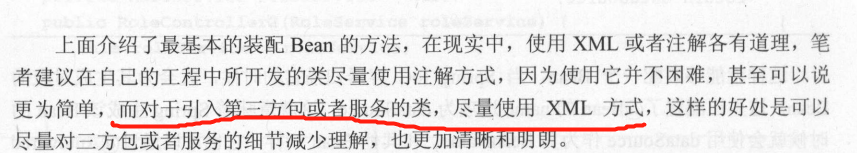 上面介绍了最基本的装配 Bean 的方法，在现实中，使用 XML 或者注解各有道理，笔
者建议在自己的工程中所开发的类尽量使用注解方式，因为使用它并不困难，甚至可以说
更为简单，而对于引入第三方包或者服务的类，尽量使用 XML 方式，这样的好处是可以
尽量对三方包或者服务的细节减少理解，也更加清晰和明朗。